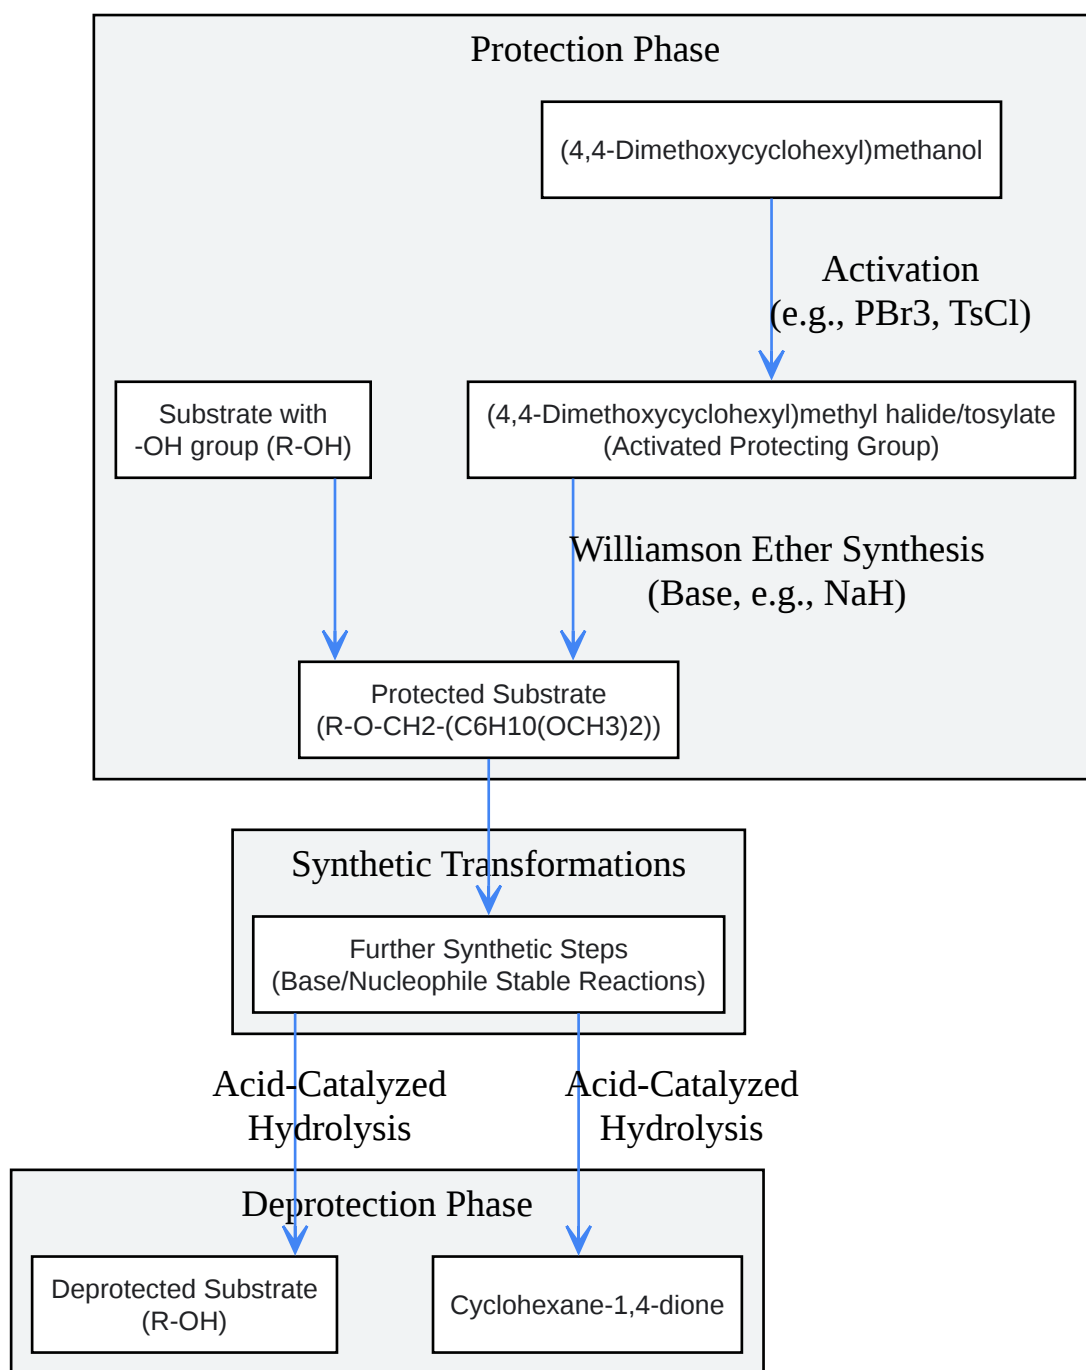 Protection Phase
(4,4-Dimethoxycyclohexyl)methanol
Activation
(e.g., PBr3, TsCl)
Substrate with
-OH group (R-OH)
(4,4-Dimethoxycyclohexyl)methyl halide/tosylate
(Activated Protecting Group)
Williamson Ether Synthesis
(Base, e.g., NaH)
Protected Substrate
(R-O-CH2-(C6H10(OCH3)2))
Synthetic Transformations
Further Synthetic Steps
(Base/Nucleophile Stable Reactions)
Acid-Catalyzed
Hydrolysis
Acid-Catalyzed
Hydrolysis
Deprotection Phase
Deprotected Substrate
(R-OH)
Cyclohexane-1,4-dione